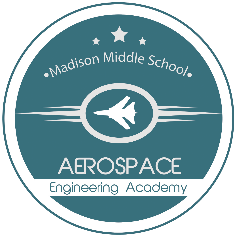 •Madison Middle School•
AEROSPACE
Engineering Academy